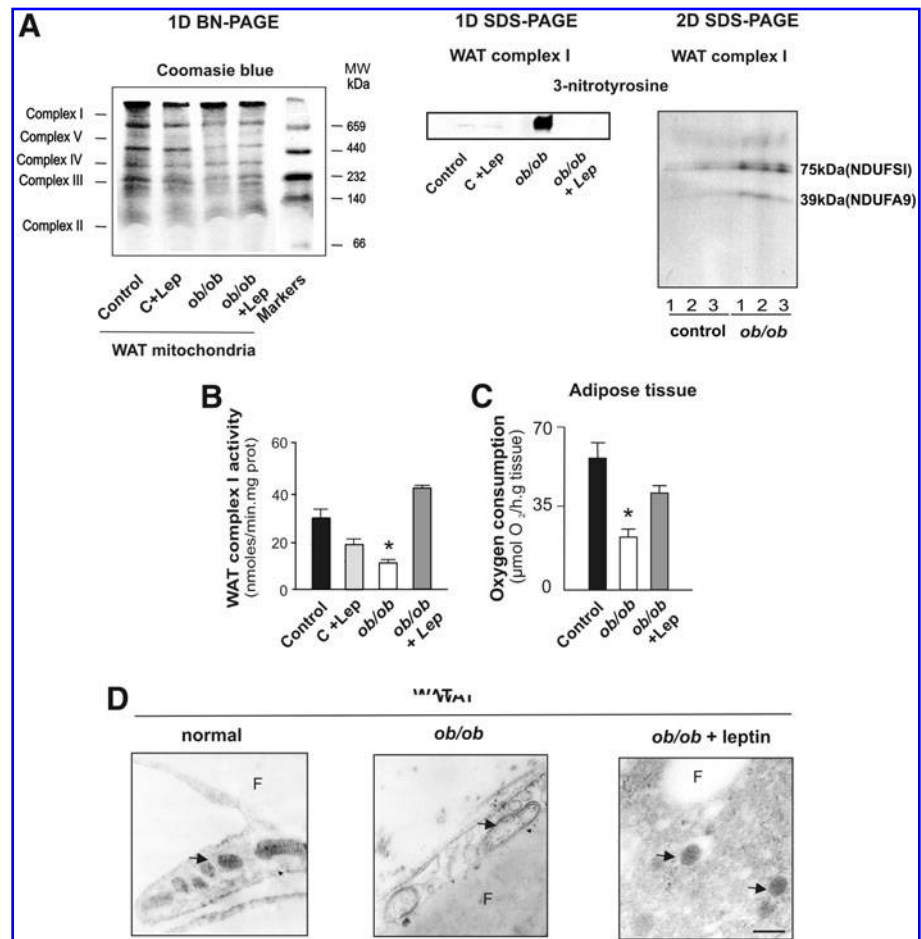 A
1D BN-PAGE
Coomasie blue
MW
kDa
Complex I
Complex V
Complex IV
Complex III
Complex II
659
440
232
140
66
Control
C+Lep
ob/ob
ob/ob
+Lep
Markers
WAT mitochondria
1D SDS-PAGE
WAT complex I
3-nitrotyrosine
Control
C +Lep
ob/ob
ob/ob
+ Lep
2D SDS-PAGE
WAT complex I
75kDa(NDUFSI)
39kDa(NDUFA9)
1 2 3 1 2 3
control ob/ob
B
WAT complex I activity
(nmoles/min.mg prot)
60
40
20
0
*
Control
C +Lep
ob/ob
ob/ob
+ Lep
C
Adipose tissue
Oxygen consumption
(µmol O2/h.g tissue)
70
35
0
*
Control
ob/ob
ob/ob
+Lep
D
normal
ob/ob
ob/ob + leptin
F
F
F